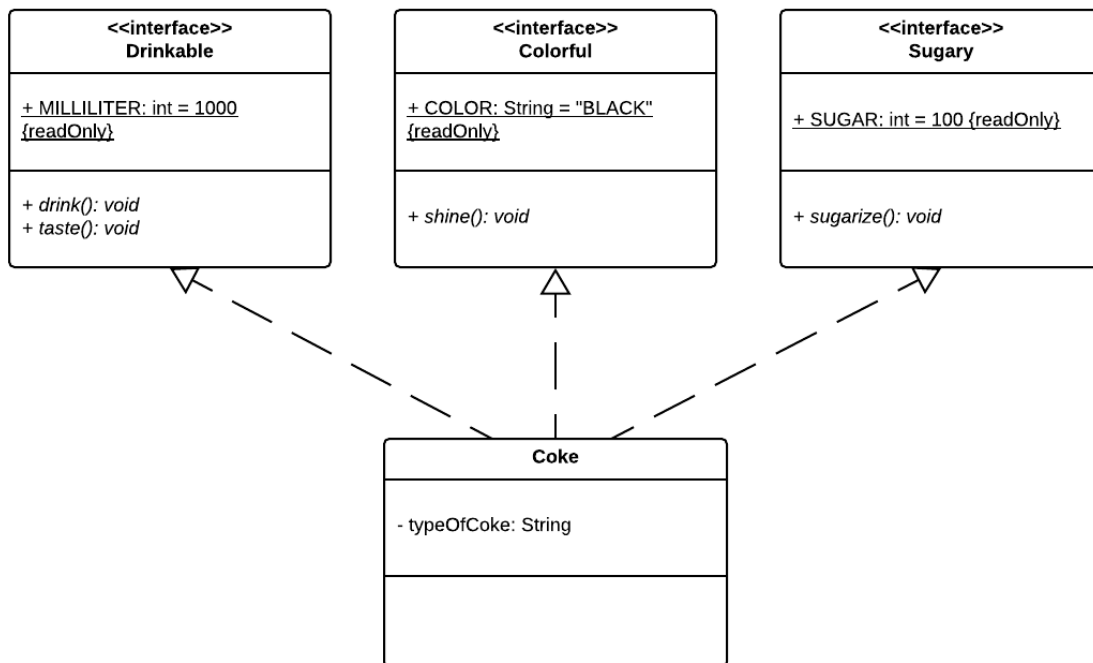 <<interface>>
Drinkable
+ MILLILITER: int = 1000
{readOnly}
+ drink(): void
+ taste(): void
<<interface>>
Colorful
+ COLOR: String = "BLACK"
{readOnly}
+ shine(): void
<<interface>>
Sugary
+ SUGAR: int = 100 {readOnly}
+ sugarize(): void
Coke
- typeOfCoke: String